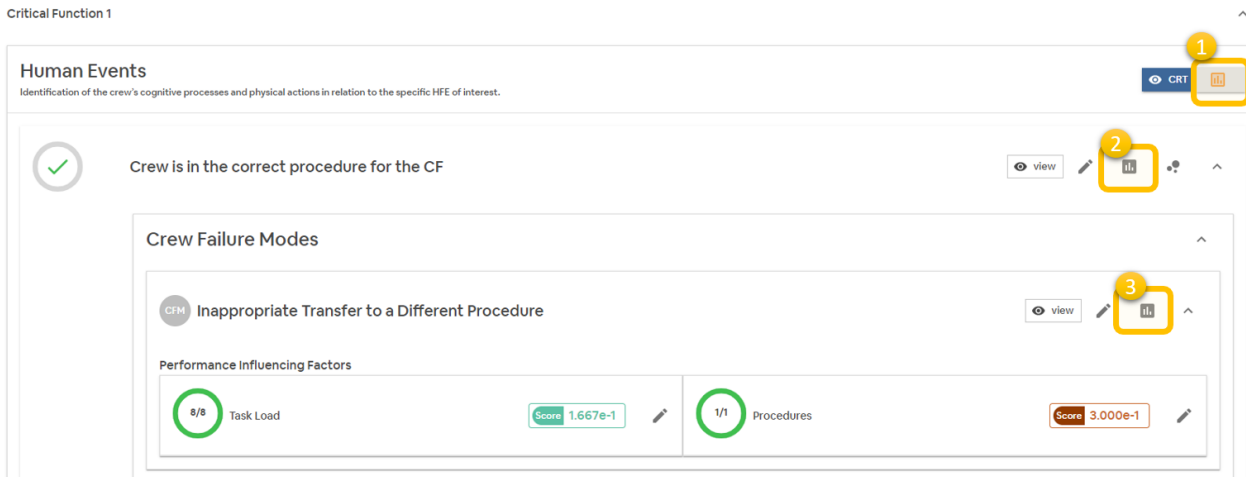 Critical Function 1
1
Human Events
CRT
Identification of the crew's cognitive processes and physical actions in relation to the specific HFE of interest.
2
Crew is in the correct procedure for the CF
view
Crew Failure Modes
3
CFM Inappropriate Transfer to a Different Procedure
view
Performance Influencing Factors
8/8 Task Load Score 1.667e-1
1/1 Procedures Score 3.000e-1